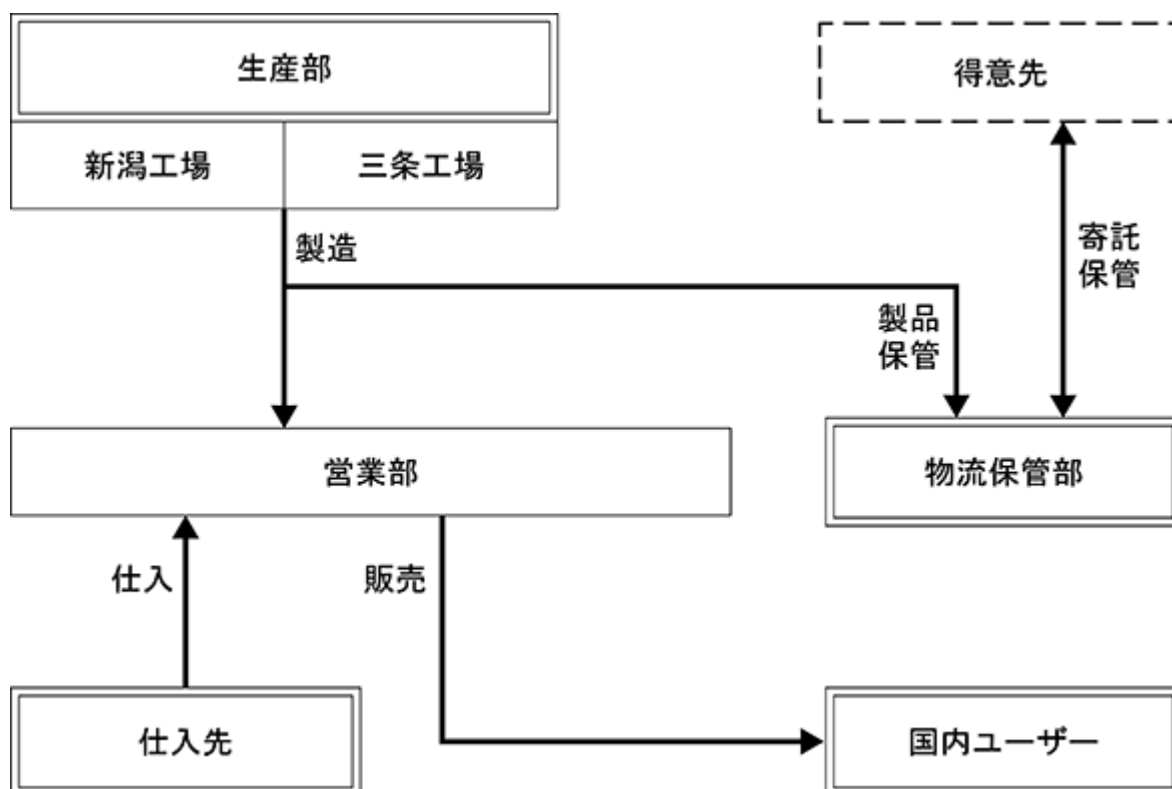 生産部
得意先
新潟工場
三条工場
製造
寄託
保管
製品
保管
営業部
物流保管部
仕入
販売
仕入先
国内ユーザー